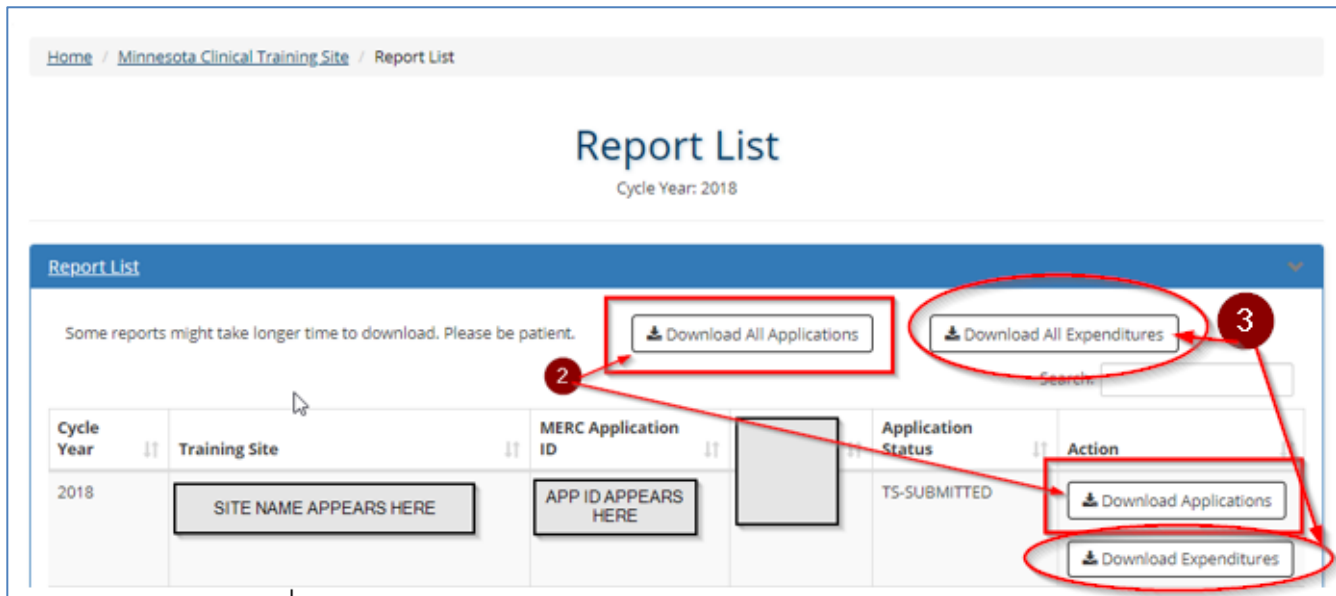 Home / Minnesota Clinical Training Site / Report List
Report List
Cycle Year: 2018
Report List
Some reports might take longer time to download. Please be patient.
Download All Applications
Download All Expenditures
3
2
Search:
Cycle Year
Training Site
MERC Application ID
Application Status
Action
2018
SITE NAME APPEARS HERE
APP ID APPEARS HERE
TS-SUBMITTED
Download Applications
Download Expenditures